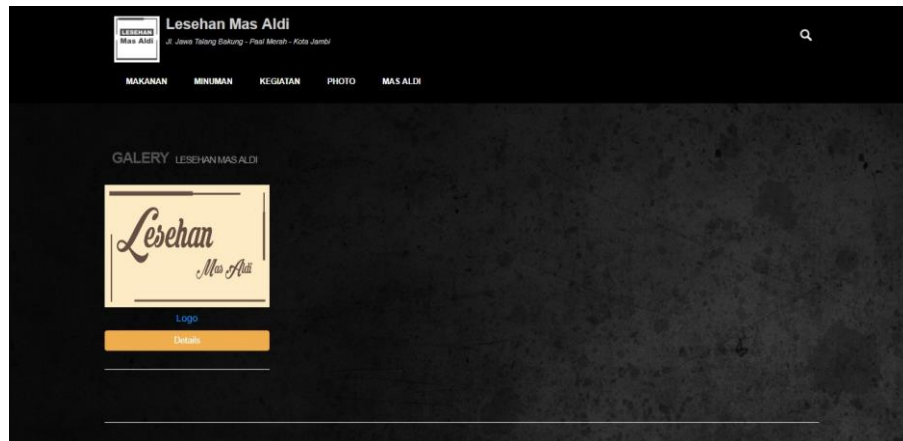 LESEHAN
Mas Aldi
Lesehan Mas Aldi
Jl. Jawa Talang Bakung - Paal Merah - Kota Jambi
MAKANAN MINUMAN KEGIATAN PHOTO MAS ALDI
GALERY LESEHAN MAS ALDI
Lesehan
Mas Aldi
Logo
Details